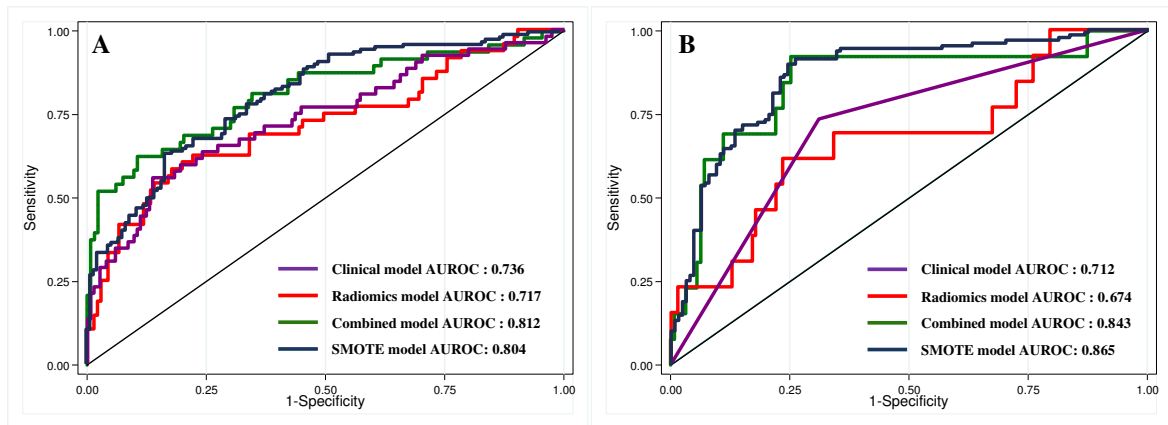 A
Sensitivity
1.00
0.75
0.50
0.25
0.00
Clinical model AUROC : 0.736
Radiomics model AUROC : 0.717
Combined model AUROC : 0.812
SMOTE model AUROC: 0.804
0.00 0.25 0.50 0.75 1.00
1-Specificity
B
Sensitivity
1.00
0.75
0.50
0.25
0.00
Clinical model AUROC : 0.712
Radiomics model AUROC : 0.674
Combined model AUROC : 0.843
SMOTE model AUROC: 0.865
0.00 0.25 0.50 0.75 1.00
1-Specificity